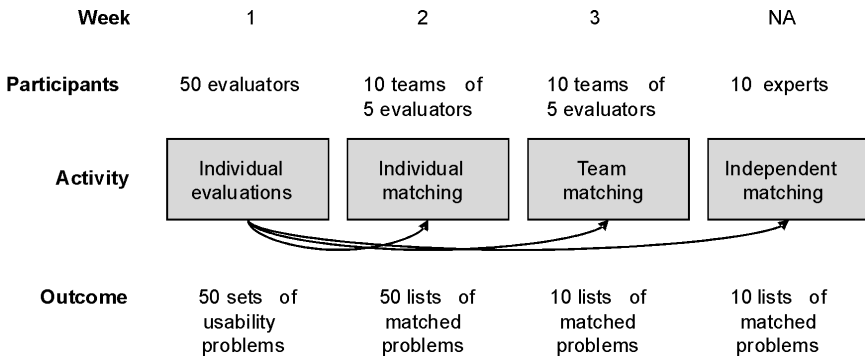 Week 1 2 3 NA
Participants 50 evaluators 10 teams of 5 evaluators 10 teams of 5 evaluators 10 experts
Activity Individual evaluations Individual matching Team matching Independent matching
Outcome 50 sets of usability problems 50 lists of matched problems 10 lists of matched problems 10 lists of matched problems